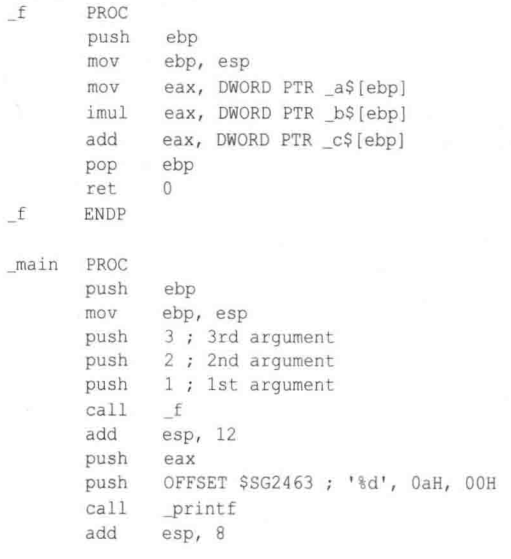 _f PROC
push ebp
mov ebp, esp
mov eax, DWORD PTR _a$[ebp]
imul eax, DWORD PTR _b$[ebp]
add eax, DWORD PTR _c$[ebp]
pop ebp
ret 0
_f ENDP
_main PROC
push ebp
mov ebp, esp
push 3 ; 3rd argument
push 2 ; 2nd argument
push 1 ; 1st argument
call _f
add esp, 12
push eax
push OFFSET $SG2463 ; '%d', 0aH, 00H
call _printf
add esp, 8